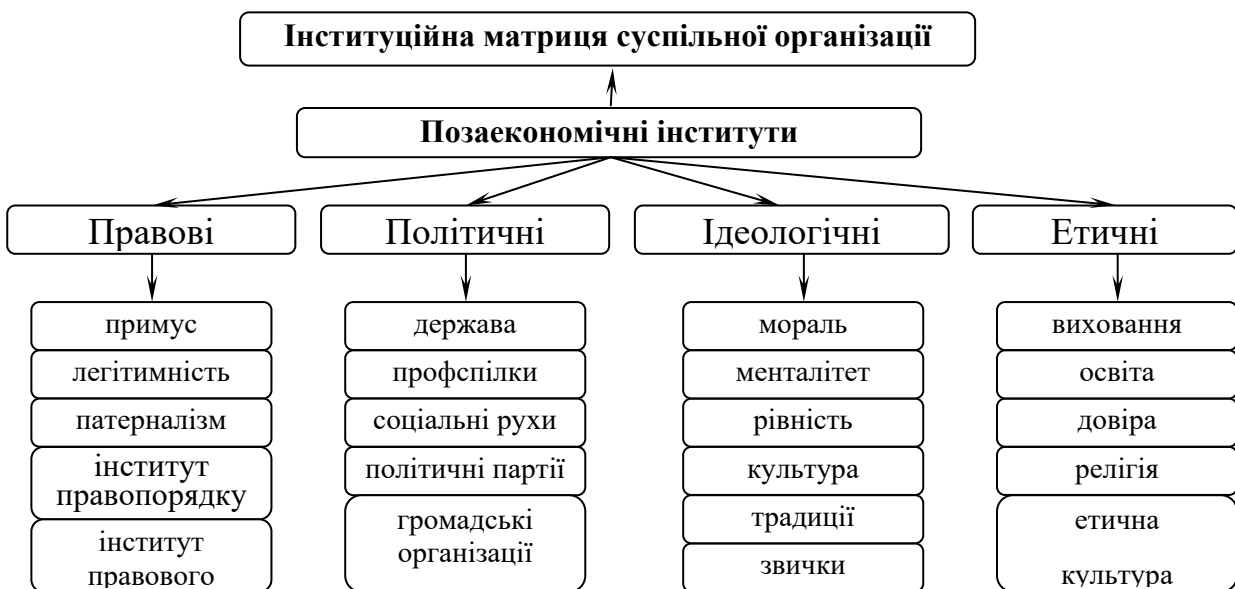 Інституційна матриця суспільної організації
Позаекономічні інститути
Правові
Політичні
Ідеологічні
Етичні
примус
легітимність
патерналізм
інститут
правопорядку
інститут
правового
держава
профспілки
соціальні рухи
політичні партії
громадські
організації
мораль
менталітет
рівність
культура
традиції
звички
виховання
освіта
довіра
релігія
етична
культура